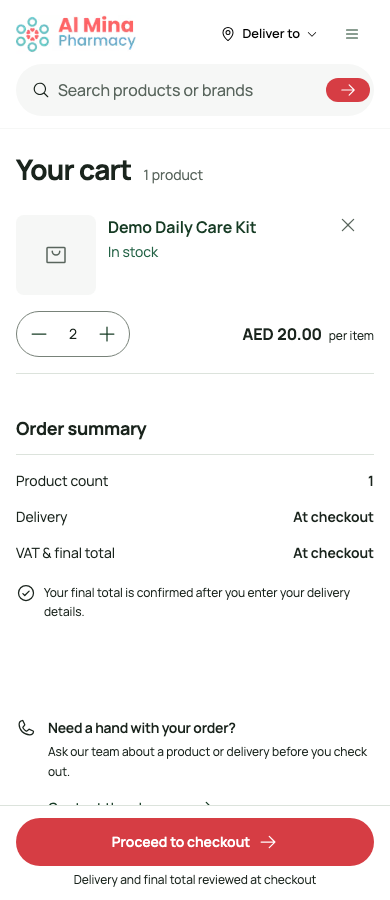 Al Mina
Pharmacy
Deliver to
Search products or brands
Your cart
1 product
Demo Daily Care Kit
In stock
2
AED 20.00 per item
Order summary
Product count 1
Delivery At checkout
VAT & final total At checkout
Your final total is confirmed after you enter your delivery
details.
Need a hand with your order?
Ask our team about a product or delivery before you check
out.
Proceed to checkout
Delivery and final total reviewed at checkout